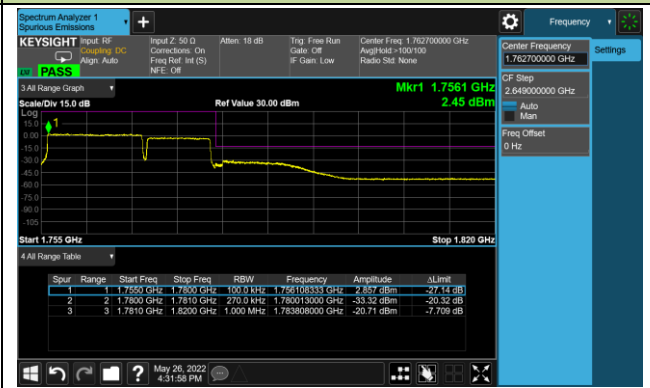 Spectrum Analyzer 1
Spurious Emissions
Frequency
KEYSIGHT
Input: RF
Coupling: DC
Align: Auto
Input Z: 50 Ω
Corrections: On
Freq Ref: Int (S)
NFE: Off
Atten: 18 dB
Trig: Free Run
Gate: Off
IF Gain: Low
Center Freq: 1.762700000 GHz
Avg|Hold:>100/100
Radio Std: None
PASS
3 All Range Graph
Scale/Div 15.0 dB
Ref Value 30.00 dBm
Mkr1 1.7561 GHz
2.45 dBm
Log
15.0
0.00
-15.0
-30.0
-45.0
-60.0
-75.0
-90.0
-105
1
Start 1.755 GHz
Stop 1.820 GHz
4 All Range Table
Spur Range Start Freq Stop Freq RBW Frequency Amplitude ΔLimit
1 1 1.7550 GHz 1.7800 GHz 100.0 kHz 1.756108333 GHz 2.857 dBm -27.14 dB
2 2 1.7800 GHz 1.7810 GHz 270.0 kHz 1.780013000 GHz -33.32 dBm -20.32 dB
3 3 1.7810 GHz 1.8200 GHz 1.000 MHz 1.783808000 GHz -20.71 dBm -7.709 dB
Center Frequency
1.762700000 GHz
Settings
CF Step
2.649000000 GHz
Auto
Man
Freq Offset
0 Hz
?
May 26, 2022
4:31:58 PM